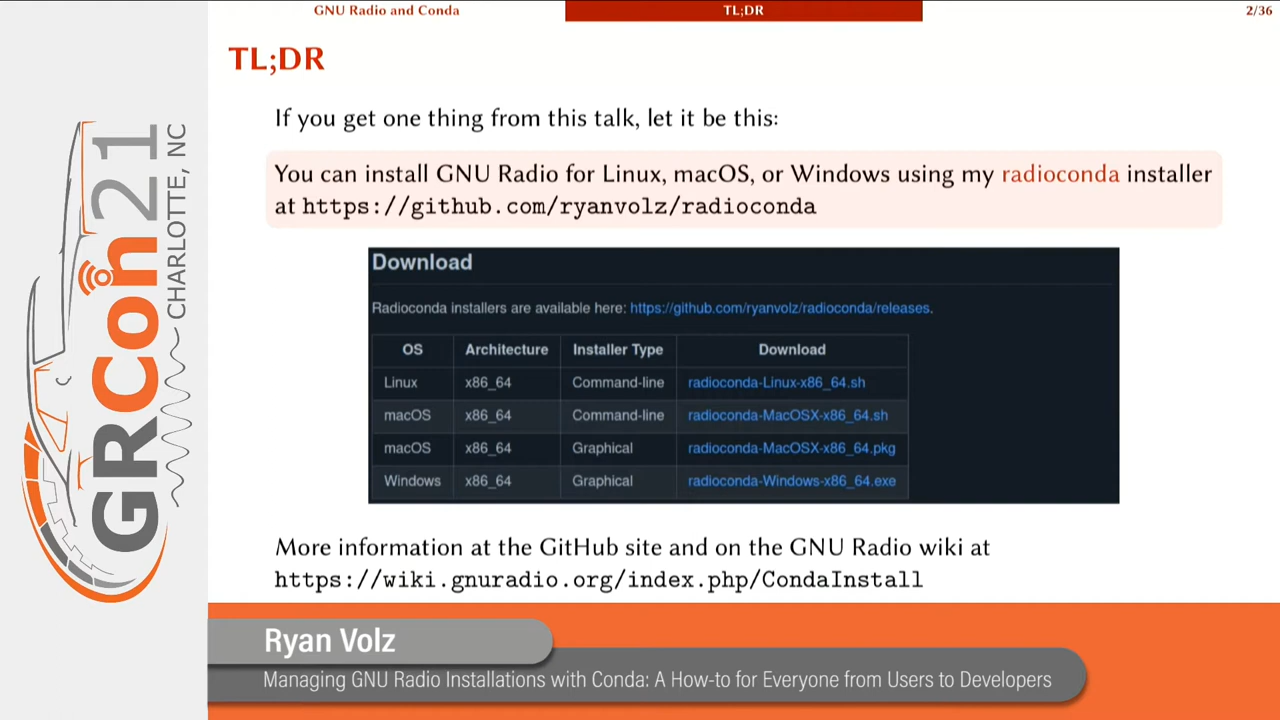 GNU Radio and Conda
TL;DR
2/36
TL;DR
If you get one thing from this talk, let it be this:
You can install GNU Radio for Linux, macOS, or Windows using my radioconda installer
at https://github.com/ryanvolz/radioconda
Download
Radioconda installers are available here: https://github.com/ryanvolz/radioconda/releases.
OS Architecture Installer Type Download
Linux x86_64 Command-line radioconda-Linux-x86_64.sh
macOS x86_64 Command-line radioconda-MacOSX-x86_64.sh
macOS x86_64 Graphical radioconda-MacOSX-x86_64.pkg
Windows x86_64 Graphical radioconda-Windows-x86_64.exe
More information at the GitHub site and on the GNU Radio wiki at
https://wiki.gnuradio.org/index.php/CondaInstall
GRCon21
CHARLOTTE, NC
Ryan Volz
Managing GNU Radio Installations with Conda: A How-to for Everyone from Users to Developers